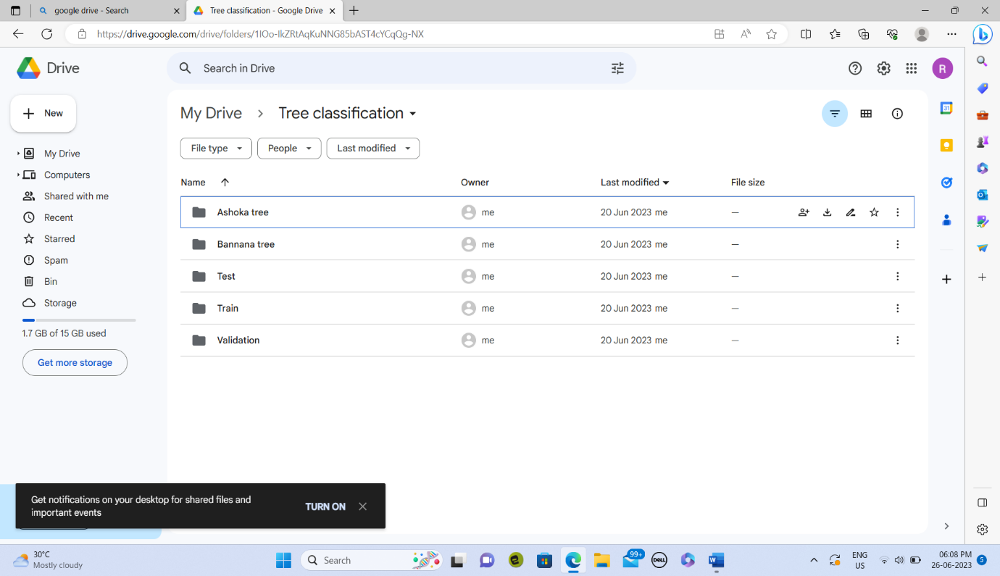 google drive - Search
Tree classification - Google Drive
https://drive.google.com/drive/folders/1IOo-IkZRtAqKuNNG85bAST4cYCqQg-NX
Drive
Search in Drive
R
New
My Drive
Computers
Shared with me
Recent
Starred
Spam
Bin
Storage
1.7 GB of 15 GB used
Get more storage
My Drive > Tree classification
File type
People
Last modified
Name Owner Last modified File size
Ashoka tree me 20 Jun 2023 me —
Bannana tree me 20 Jun 2023 me —
Test me 20 Jun 2023 me —
Train me 20 Jun 2023 me —
Validation me 20 Jun 2023 me —
31
Get notifications on your desktop for shared files and
important events
TURN ON
30°C
Mostly cloudy
Search
99+
DELL
W
ENG
US
06:08 PM
26-06-2023
5